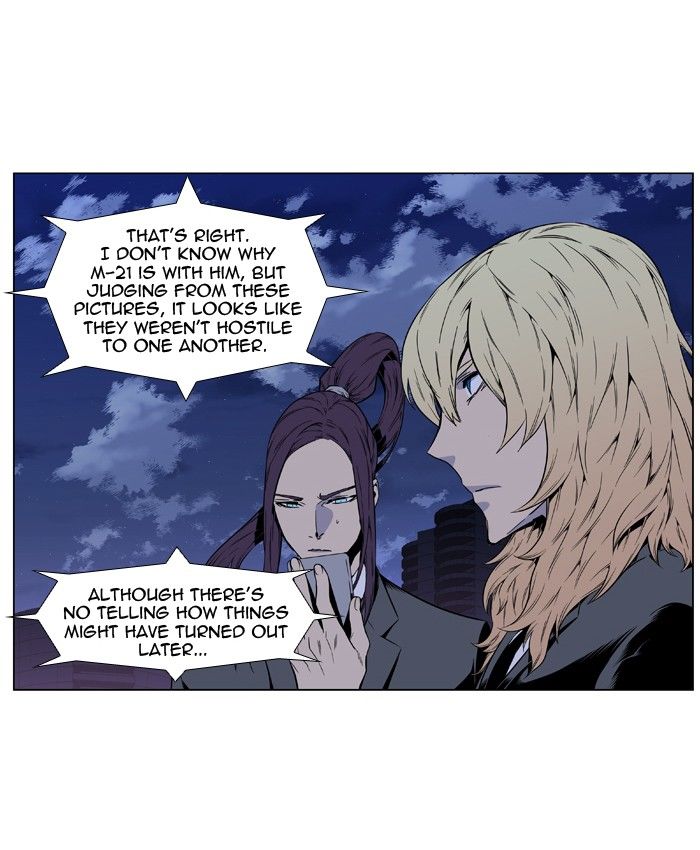 THAT'S RIGHT.
I DON'T KNOW WHY
M-21 IS WITH HIM, BUT
JUDGING FROM THESE
PICTURES, IT LOOKS LIKE
THEY WEREN'T HOSTILE
TO ONE ANOTHER.
ALTHOUGH THERE'S
NO TELLING HOW THINGS
MIGHT HAVE TURNED OUT
LATER...